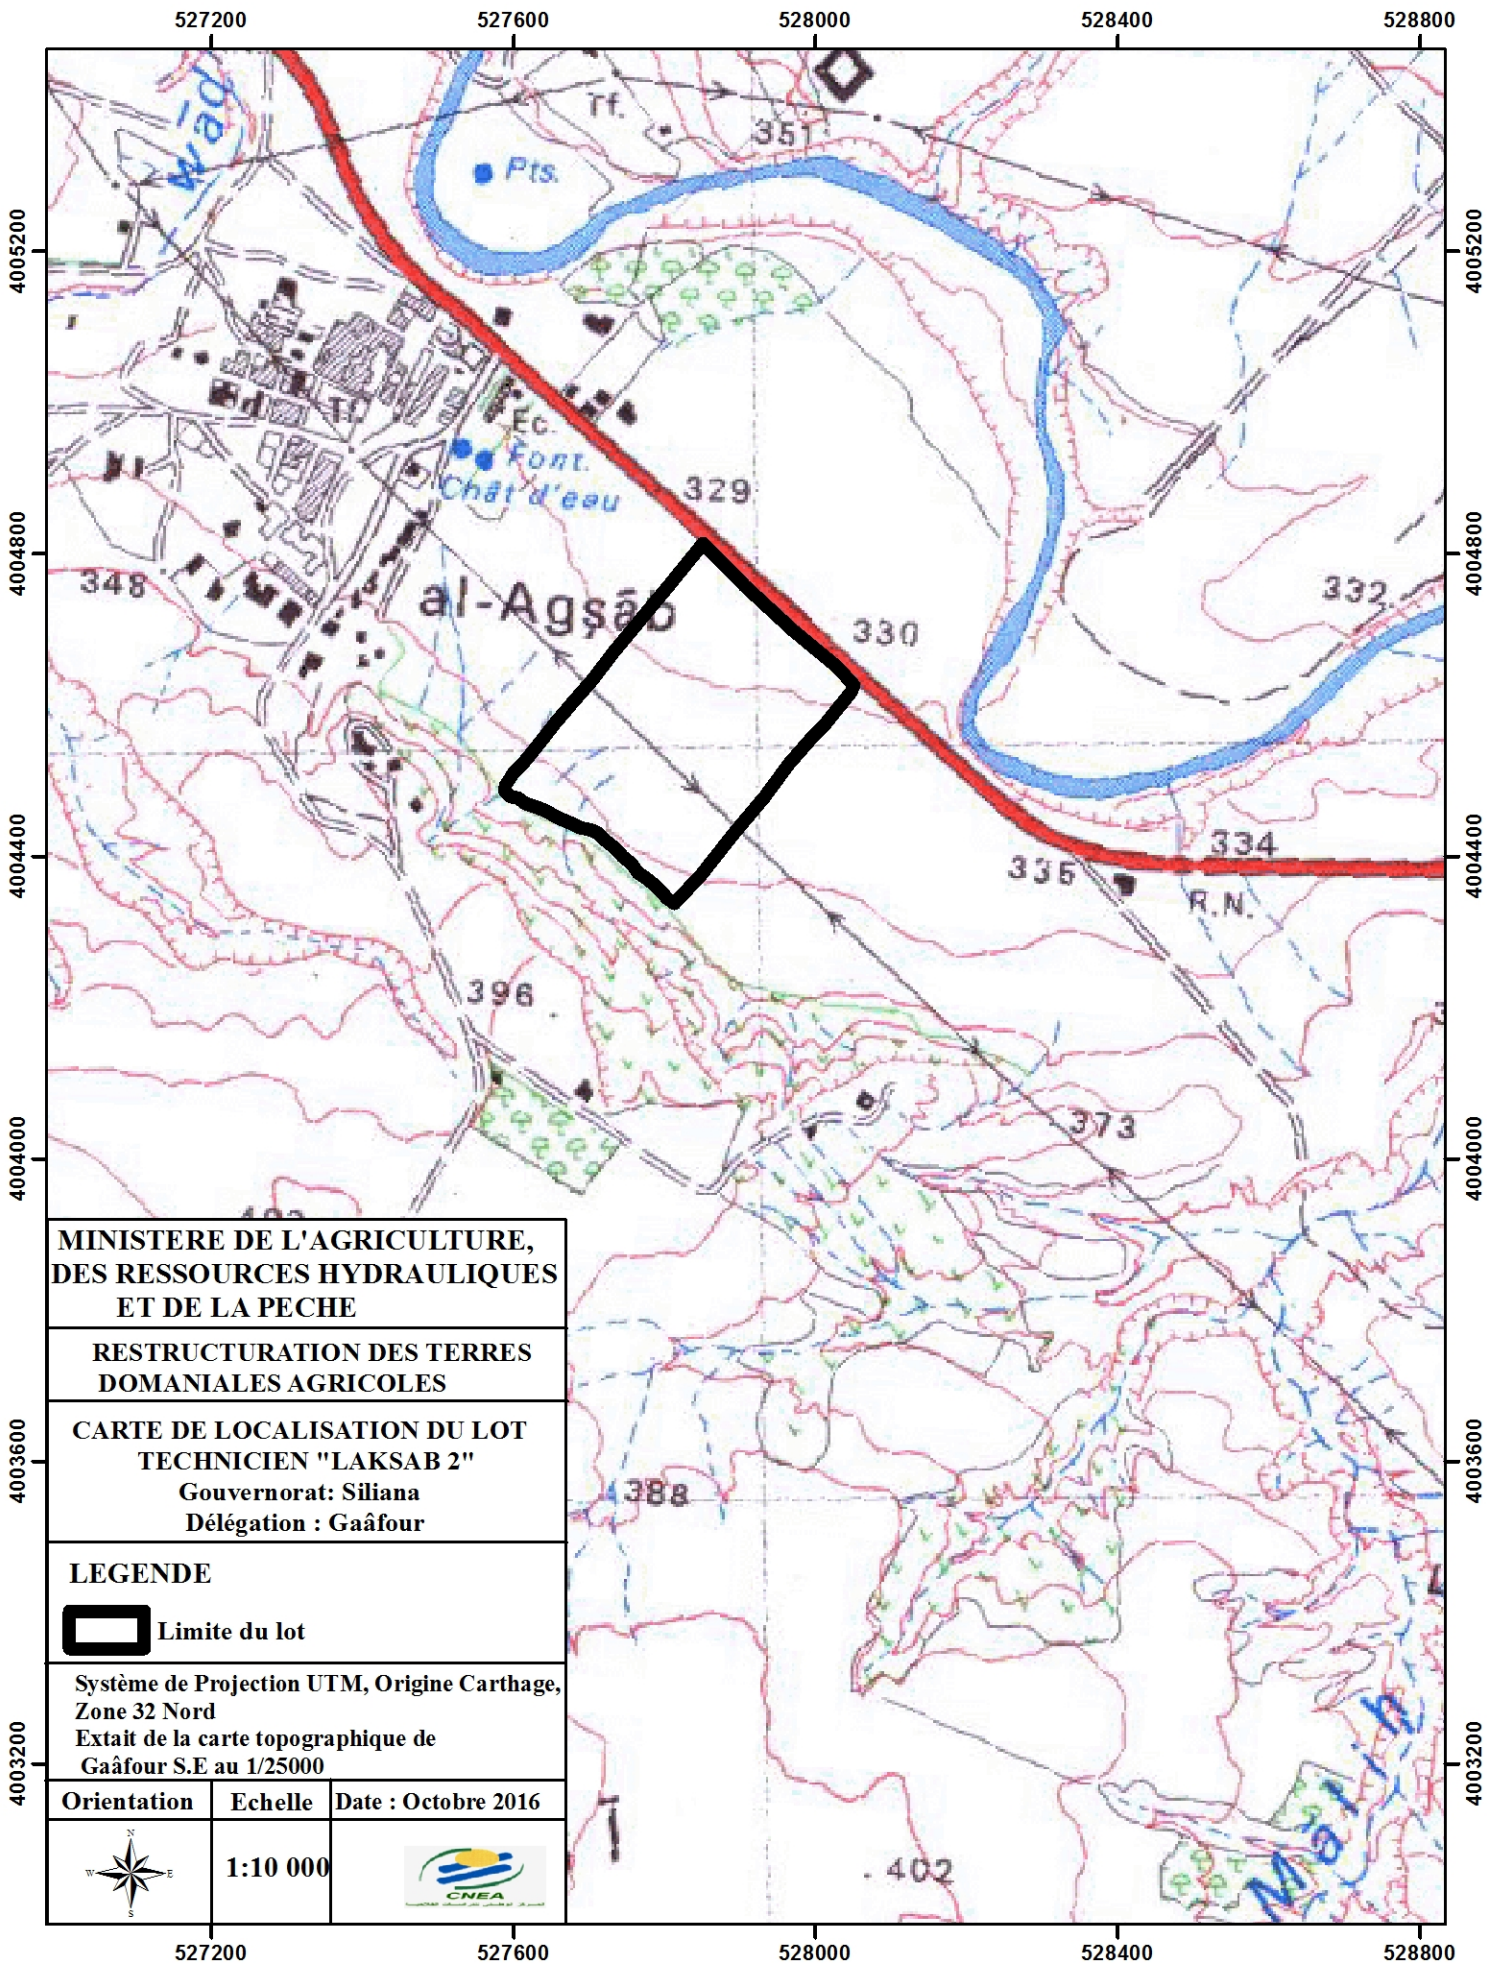 527200 527600 528000 528400 528800
wad
Tf.
351
Pts.
4005200
4005200
Tf.
Ec.
Font.
Chât d'eau
329
4004800
4004800
348
al-Agṣāb
332
330
334
335
R.N.
4004400
4004400
396
373
4004000
4004000
MINISTERE DE L'AGRICULTURE,
DES RESSOURCES HYDRAULIQUES
ET DE LA PECHE
RESTRUCTURATION DES TERRES
DOMANIALES AGRICOLES
CARTE DE LOCALISATION DU LOT
TECHNICIEN "LAKSAB 2"
Gouvernorat: Siliana
Délégation : Gaâfour
388
4003600
4003600
LEGENDE
Limite du lot
Système de Projection UTM, Origine Carthage,
Zone 32 Nord
Extait de la carte topographique de
Gaâfour S.E au 1/25000
4003200
4003200
Orientation Echelle Date : Octobre 2016
N
W E
S
1:10 000
CNEA
402
Malih
527200 527600 528000 528400 528800